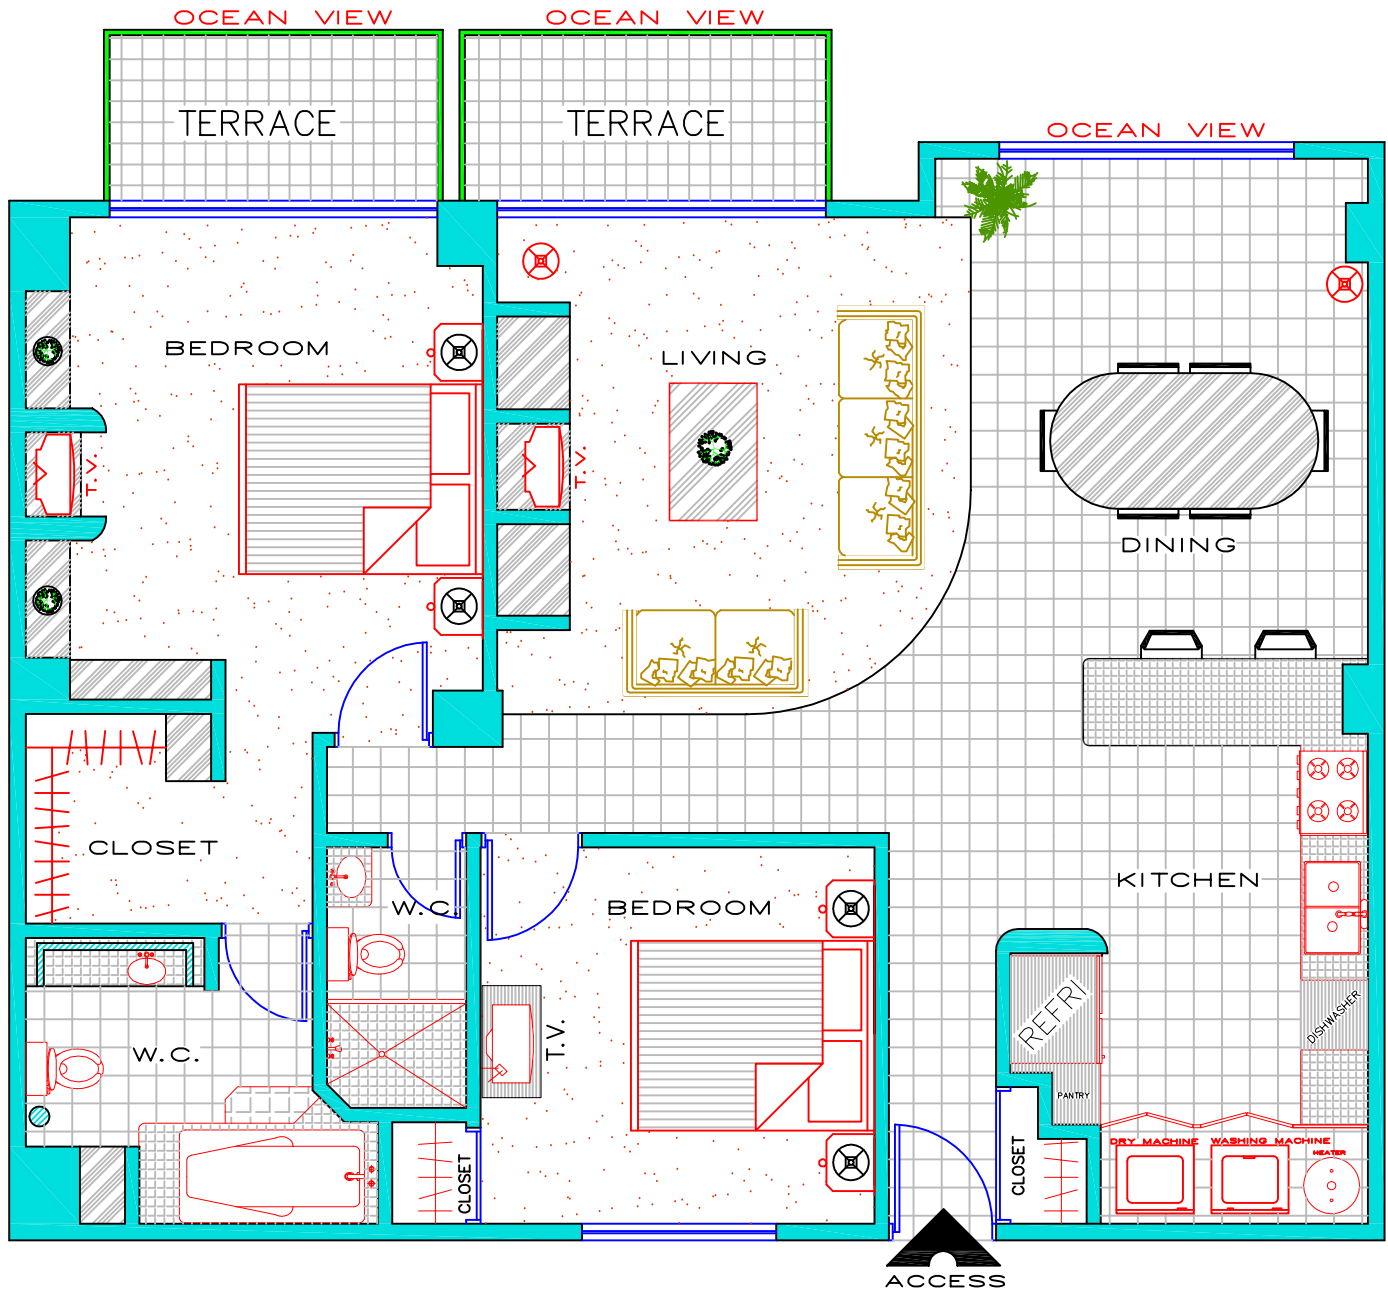 OCEAN VIEW
OCEAN VIEW
TERRACE
TERRACE
OCEAN VIEW
BEDROOM
LIVING
T.V.
T.V.
DINING
CLOSET
KITCHEN
W.C.
BEDROOM
REFRI
DISHWASHER
W.C.
T.V.
PANTRY
DRY MACHINE
WASHING MACHINE
HEATER
CLOSET
CLOSET
ACCESS